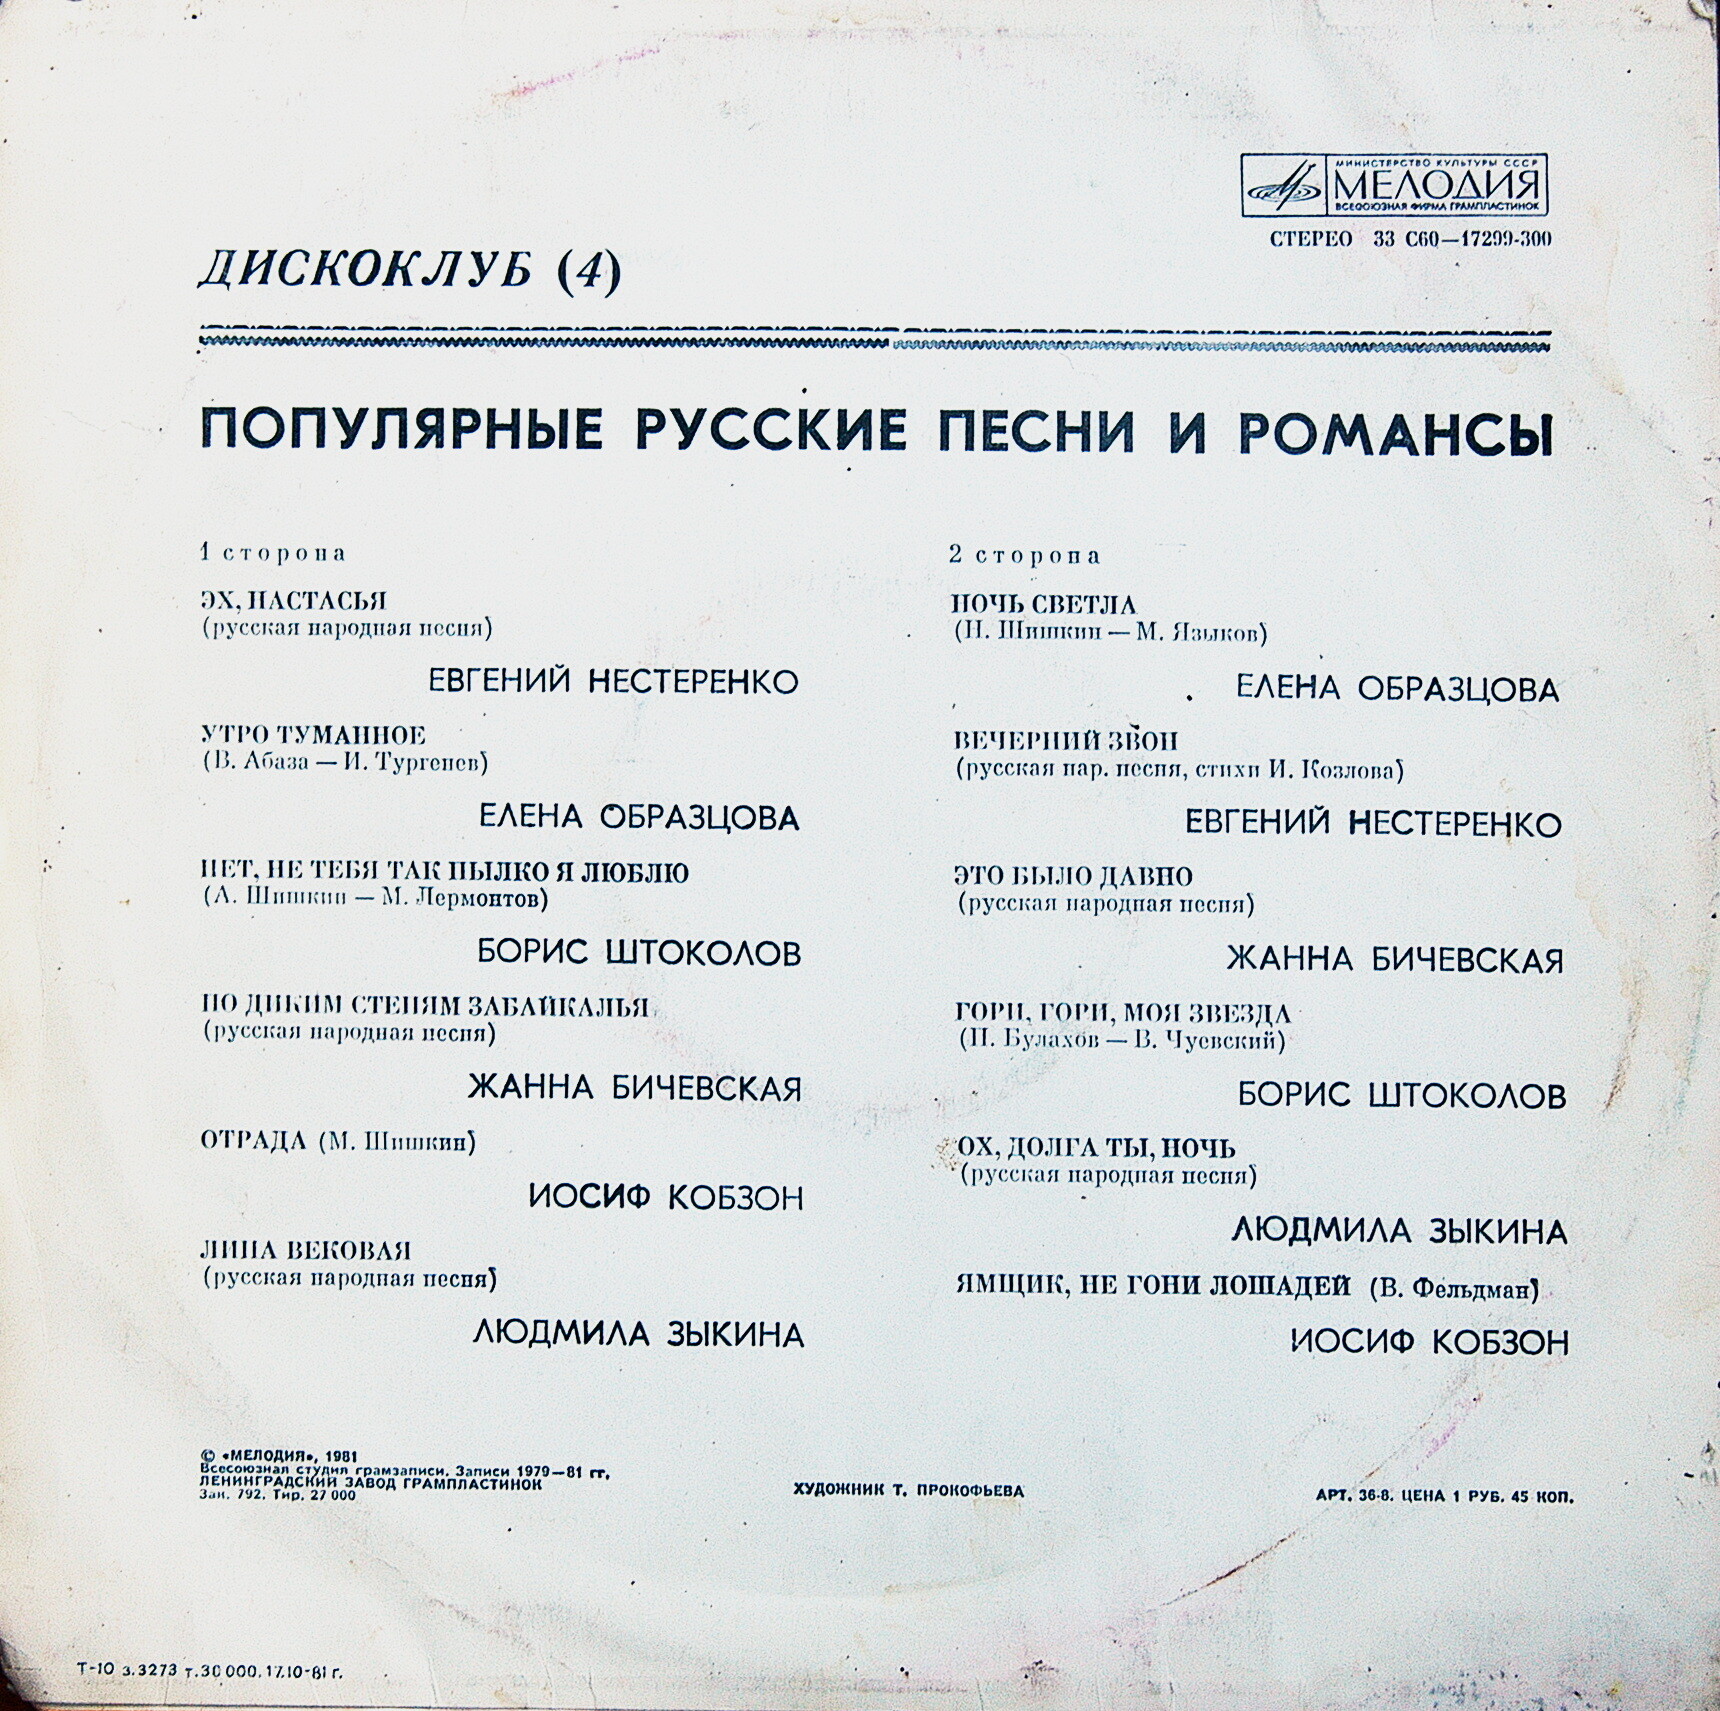 МИНИСТЕРСТВО КУЛЬТУРЫ СССР
МЕЛОДИЯ
ВСЕСОЮЗНАЯ ФИРМА ГРАМПЛАСТИНОК
СТЕРЕО 33 С60—17299-300
ДИСКОКЛУБ (4)
ПОПУЛЯРНЫЕ РУССКИЕ ПЕСНИ И РОМАНСЫ
1 сторона
ЭХ, НАСТАСЬЯ
(русская народная песня)
ЕВГЕНИЙ НЕСТЕРЕНКО
УТРО ТУМАННОЕ
(В. Абаза — И. Тургенев)
ЕЛЕНА ОБРАЗЦОВА
НЕТ, НЕ ТЕБЯ ТАК ПЫЛКО Я ЛЮБЛЮ
(А. Шишкин — М. Лермонтов)
БОРИС ШТОКОЛОВ
ПО ДИКИМ СТЕПЯМ ЗАБАЙКАЛЬЯ
(русская народная песня)
ЖАННА БИЧЕВСКАЯ
ОТРАДА (М. Шишкин)
ИОСИФ КОБЗОН
ЛИПА ВЕКОВАЯ
(русская народная песня)
ЛЮДМИЛА ЗЫКИНА
2 сторона
НОЧЬ СВЕТЛА
(Н. Шишкин — М. Языков)
ЕЛЕНА ОБРАЗЦОВА
ВЕЧЕРНИЙ ЗВОН
(русская нар. песня, стихи И. Козлова)
ЕВГЕНИЙ НЕСТЕРЕНКО
ЭТО БЫЛО ДАВНО
(русская народная песня)
ЖАННА БИЧЕВСКАЯ
ГОРИ, ГОРИ, МОЯ ЗВЕЗДА
(П. Булахов — В. Чуевский)
БОРИС ШТОКОЛОВ
ОХ, ДОЛГА ТЫ, НОЧЬ
(русская народная песня)
ЛЮДМИЛА ЗЫКИНА
ЯМЩИК, НЕ ГОНИ ЛОШАДЕЙ (В. Фельдман)
ИОСИФ КОБЗОН
© «МЕЛОДИЯ», 1981
Всесоюзная студия грамзаписи. Записи 1979—81 гг.
ЛЕНИНГРАДСКИЙ ЗАВОД ГРАМПЛАСТИНОК
Зак. 792. Тир. 27 000
ХУДОЖНИК Т. ПРОКОФЬЕВА
АРТ. 36-8. ЦЕНА 1 РУБ. 45 КОП.
Т-10 з.3273 т.30 000. 17.10-81 г.